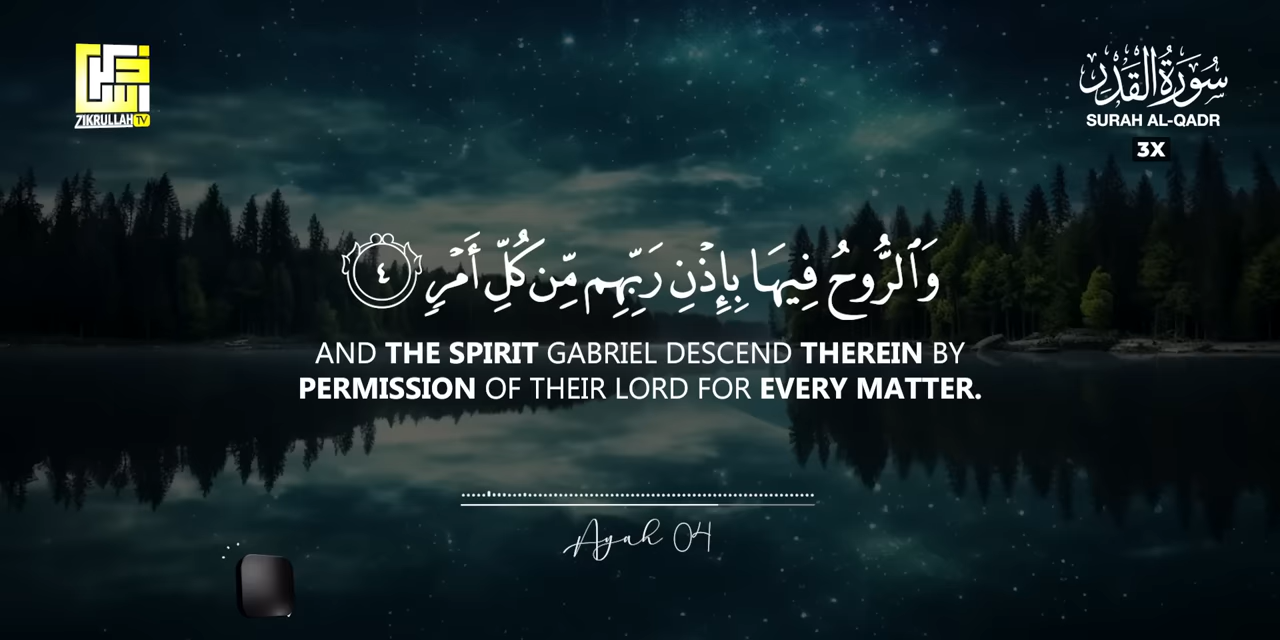 ZIKRULLAH TV
سُورَةُ القَدْر
SURAH AL-QADR
3X
وَٱلرُّوحُ فِيهَا بِإِذْنِ رَبِّهِم مِّن كُلِّ أَمْرٍۢ ٤
AND THE SPIRIT GABRIEL DESCEND THEREIN BY
PERMISSION OF THEIR LORD FOR EVERY MATTER.
Ayah 04